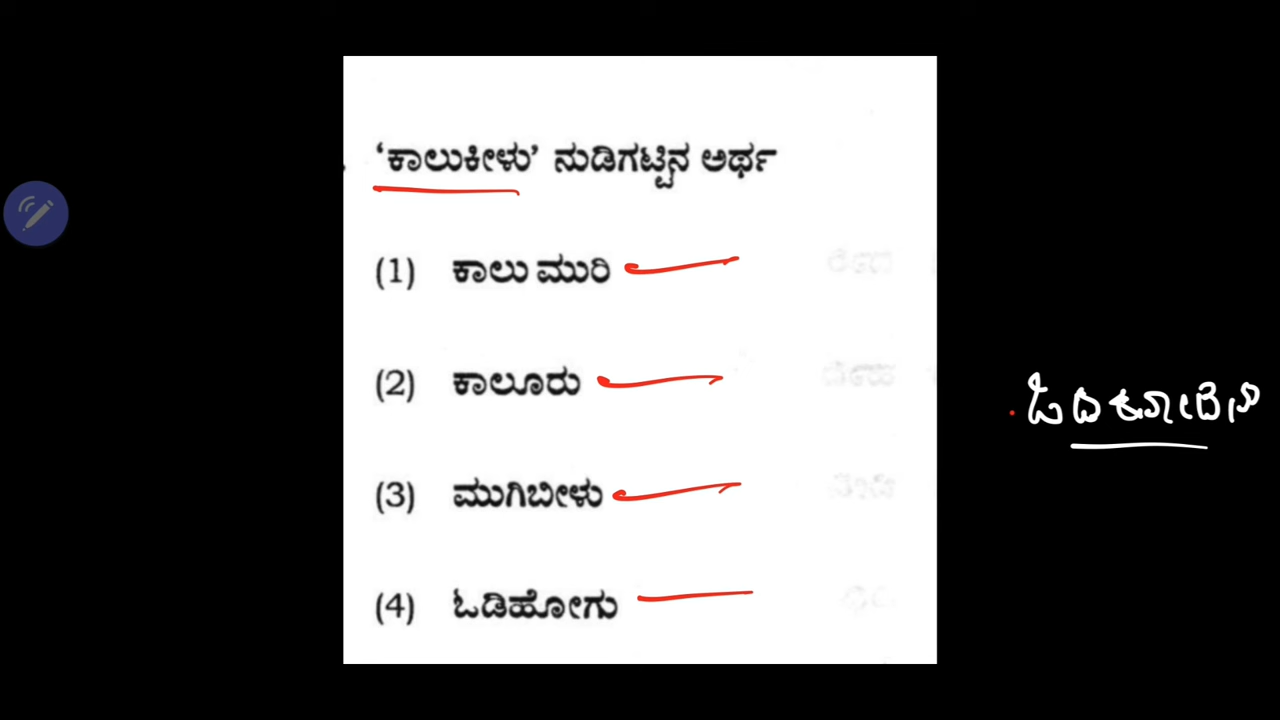 ‘ಕಾಲುಕೀಳು’ ನುಡಿಗಟ್ಟಿನ ಅರ್ಥ
(1) ಕಾಲು ಮುರಿ
(2) ಕಾಲೂರು
(3) ಮುಗಿಬೀಳು
(4) ಓಡಿಹೋಗು